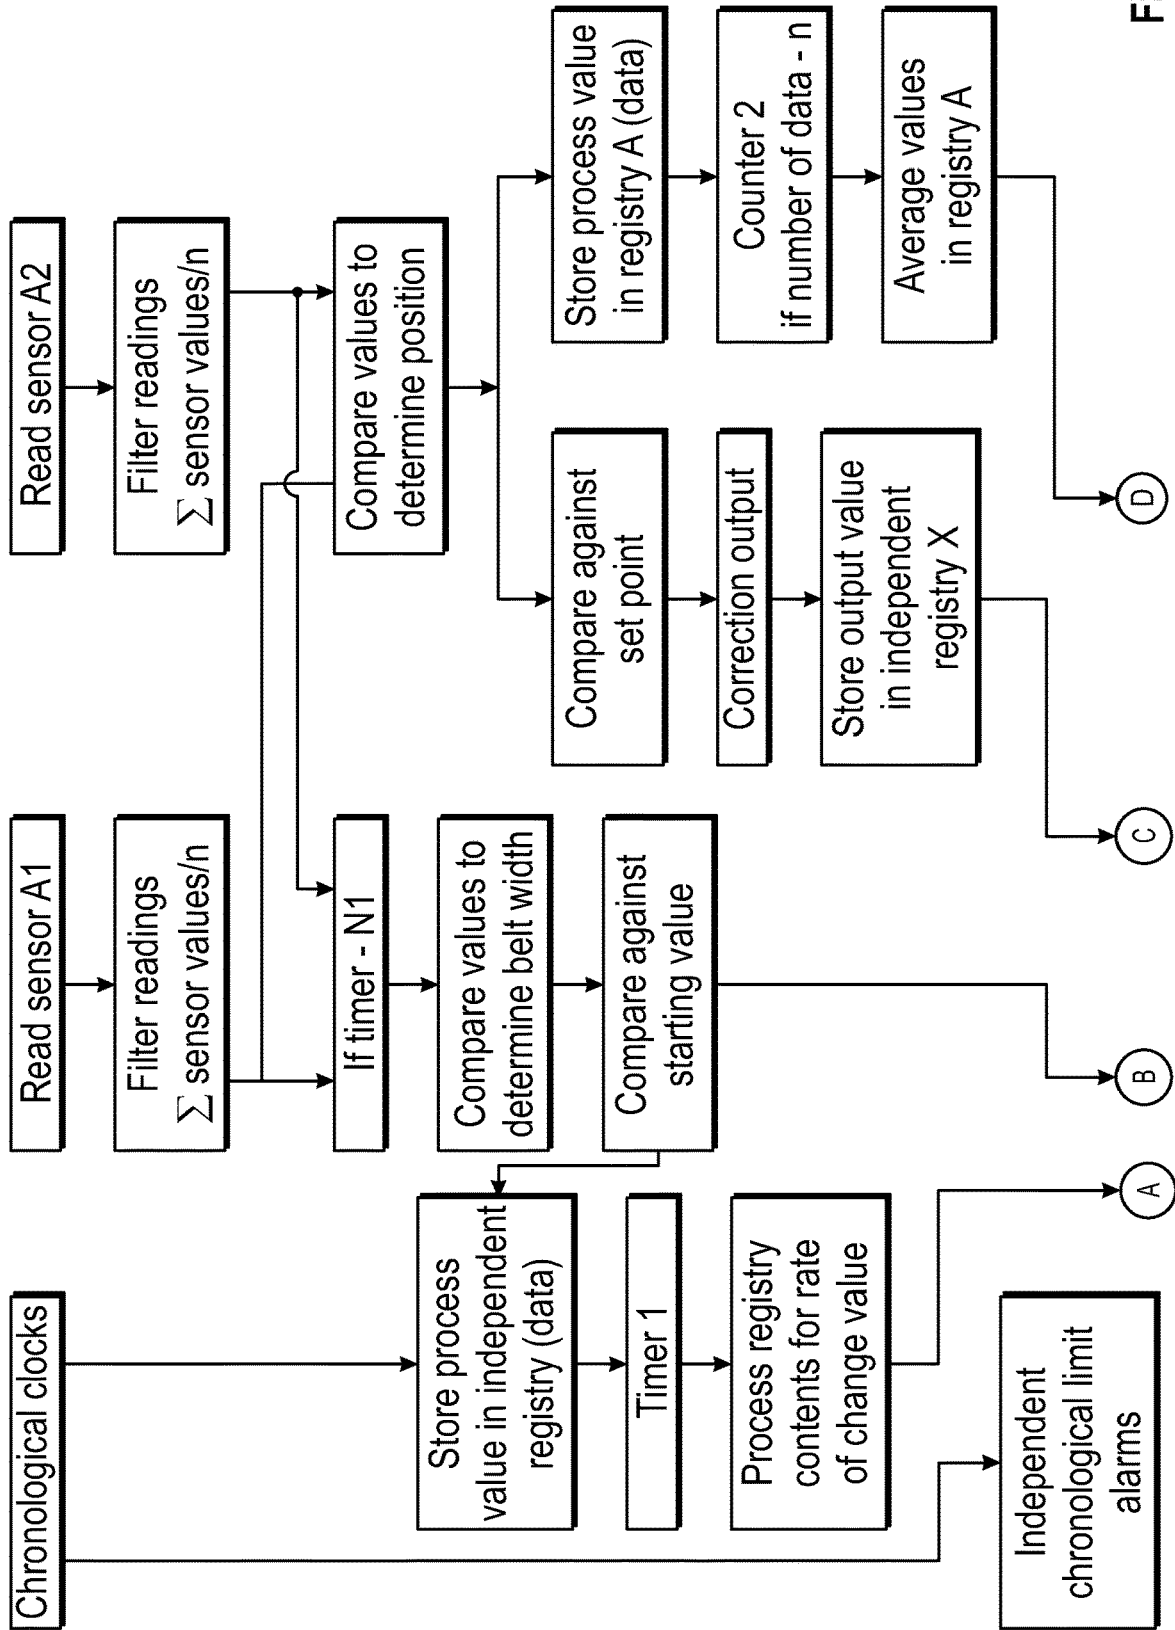 Chronological clocks
Read sensor A1
Read sensor A2
Filter readings
∑ sensor values/n
Filter readings
∑ sensor values/n
If timer - N1
Compare values to
determine position
Store process
value in independent
registry (data)
Compare values to
determine belt width
Compare against
set point
Store process value
in registry A (data)
Timer 1
Compare against
starting value
Correction output
Counter 2
if number of data - n
Process registry
contents for rate
of change value
Store output value
in independent
registry X
Average values
in registry A
Independent
chronological limit
alarms
A
B
C
D